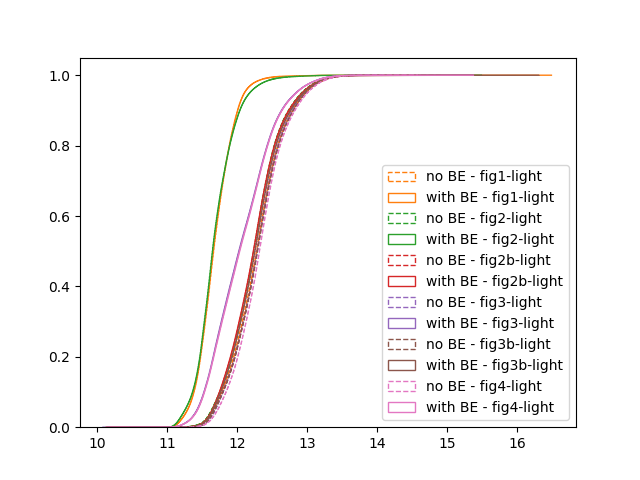 1.0
0.8
0.6
0.4
0.2
0.0
10 11 12 13 14 15 16
no BE - fig1-light
with BE - fig1-light
no BE - fig2-light
with BE - fig2-light
no BE - fig2b-light
with BE - fig2b-light
no BE - fig3-light
with BE - fig3-light
no BE - fig3b-light
with BE - fig3b-light
no BE - fig4-light
with BE - fig4-light